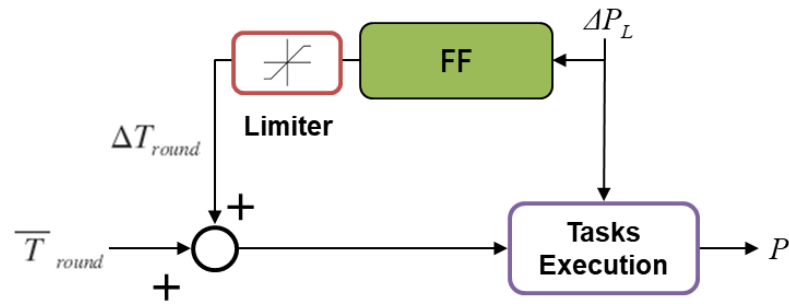 ΔP_L
FF
Limiter
ΔT_round
+
T̅_round
+
Tasks
Execution
P